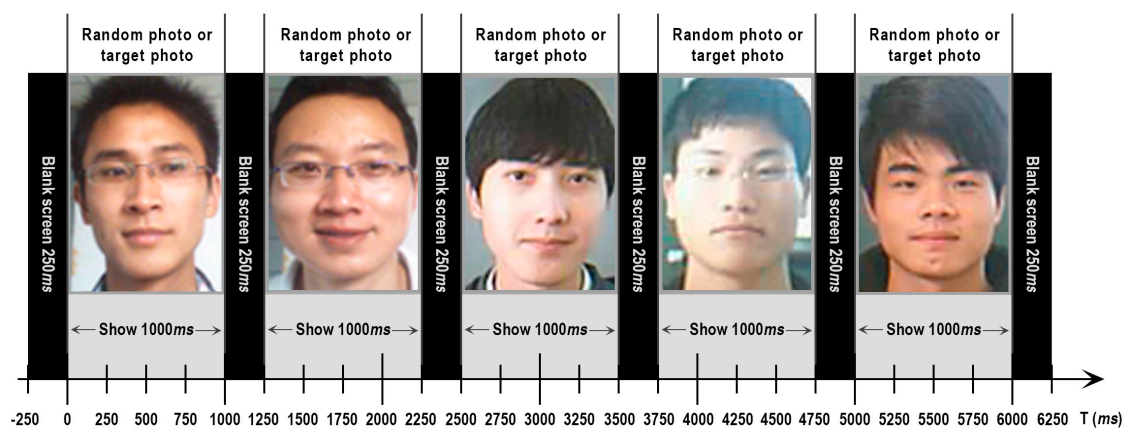 Random photo or
target photo
Random photo or
target photo
Random photo or
target photo
Random photo or
target photo
Random photo or
target photo
Blank screen 250ms
Blank screen 250ms
Blank screen 250ms
Blank screen 250ms
Blank screen 250ms
Blank screen 250ms
Show 1000ms
Show 1000ms
Show 1000ms
Show 1000ms
Show 1000ms
-250 0 250 500 750 1000 1250 1500 1750 2000 2250 2500 2750 3000 3250 3500 3750 4000 4250 4500 4750 5000 5250 5500 5750 6000 6250 T (ms)